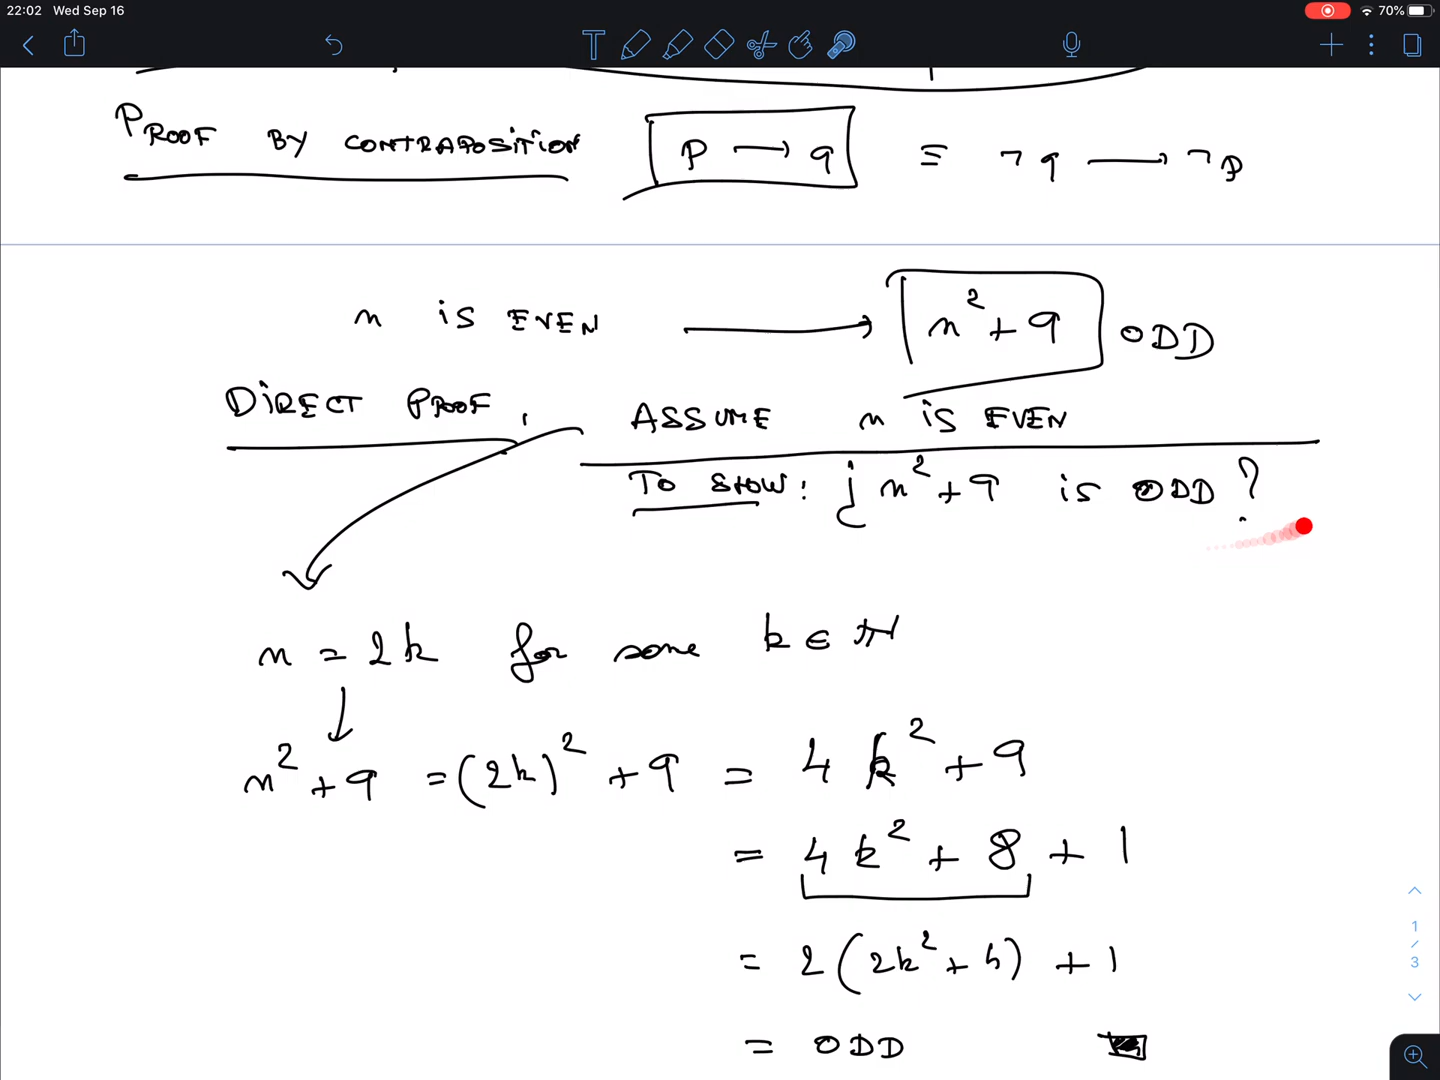 22:02 Wed Sep 16 70%
PROOF BY CONTRAPOSITION P → q ≡ ¬q → ¬P
n is EVEN → n² + 9 ODD
DIRECT PROOF, ASSUME n is EVEN
TO SHOW: ¿ n² + 9 is ODD ?
n = 2k for some k ∈ ℕ
n² + 9 = (2k)² + 9 = 4k² + 9
= 4k² + 8 + 1
= 2(2k² + 4) + 1
= ODD
1
/
3